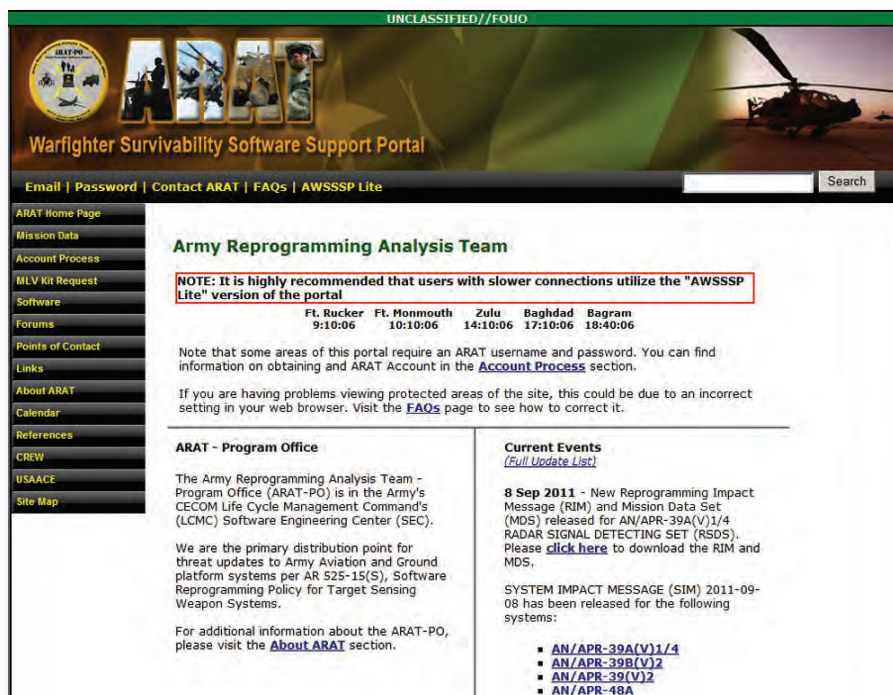 UNCLASSIFIED//FOUO
ARAT-PO
ARAT
Warfighter Survivability Software Support Portal
Email | Password | Contact ARAT | FAQs | AWSSSP Lite
Search
ARAT Home Page
Mission Data
Account Process
MLV Kit Request
Software
Forums
Points of Contact
Links
About ARAT
Calendar
References
CREW
USAACE
Site Map
Army Reprogramming Analysis Team
NOTE: It is highly recommended that users with slower connections utilize the "AWSSSP
Lite" version of the portal
Ft. Rucker Ft. Monmouth Zulu Baghdad Bagram
9:10:06 10:10:06 14:10:06 17:10:06 18:40:06
Note that some areas of this portal require an ARAT username and password. You can find
information on obtaining and ARAT Account in the Account Process section.
If you are having problems viewing protected areas of the site, this could be due to an incorrect
setting in your web browser. Visit the FAQs page to see how to correct it.
ARAT - Program Office
The Army Reprogramming Analysis Team -
Program Office (ARAT-PO) is in the Army's
CECOM Life Cycle Management Command's
(LCMC) Software Engineering Center (SEC).
We are the primary distribution point for
threat updates to Army Aviation and Ground
platform systems per AR 525-15(S), Software
Reprogramming Policy for Target Sensing
Weapon Systems.
For additional information about the ARAT-PO,
please visit the About ARAT section.
Current Events
(Full Update List)
8 Sep 2011 - New Reprogramming Impact
Message (RIM) and Mission Data Set
(MDS) released for AN/APR-39A(V)1/4
RADAR SIGNAL DETECTING SET (RSDS).
Please click here to download the RIM and
MDS.
SYSTEM IMPACT MESSAGE (SIM) 2011-09-
08 has been released for the following
systems:
▪ AN/APR-39A(V)1/4
▪ AN/APR-39B(V)2
▪ AN/APR-39(V)2
▪ AN/APR-48A